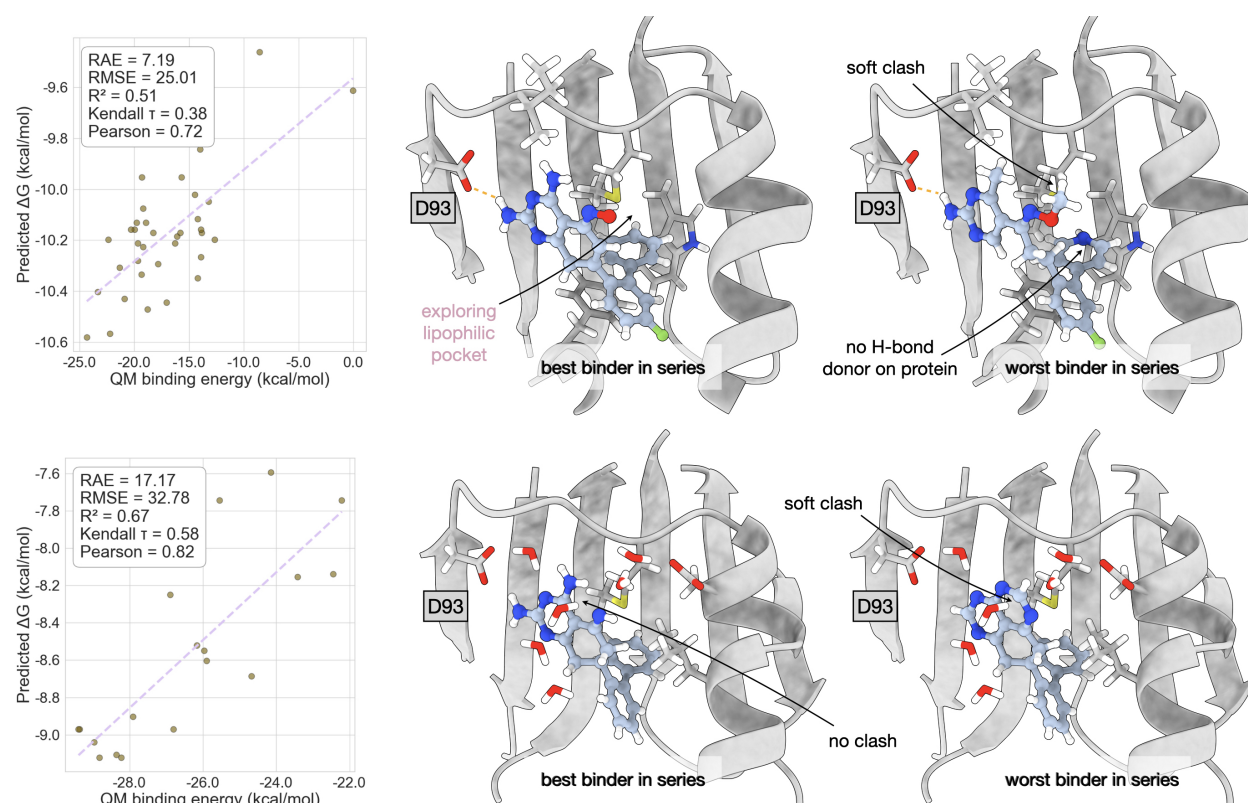 RAE = 7.19
RMSE = 25.01
R² = 0.51
Kendall τ = 0.38
Pearson = 0.72
Predicted ΔG (kcal/mol)
-9.6
-9.8
-10.0
-10.2
-10.4
-10.6
-25.0 -20.0 -15.0 -10.0 -5.0 0.0
QM binding energy (kcal/mol)
D93
exploring
lipophilic
pocket
best binder in series
soft clash
D93
no H-bond
donor on protein
worst binder in series
RAE = 17.17
RMSE = 32.78
R² = 0.67
Kendall τ = 0.58
Pearson = 0.82
Predicted ΔG (kcal/mol)
-7.6
-7.8
-8.0
-8.2
-8.4
-8.6
-8.8
-9.0
-28.0 -26.0 -24.0 -22.0
QM binding energy (kcal/mol)
D93
no clash
best binder in series
soft clash
D93
worst binder in series